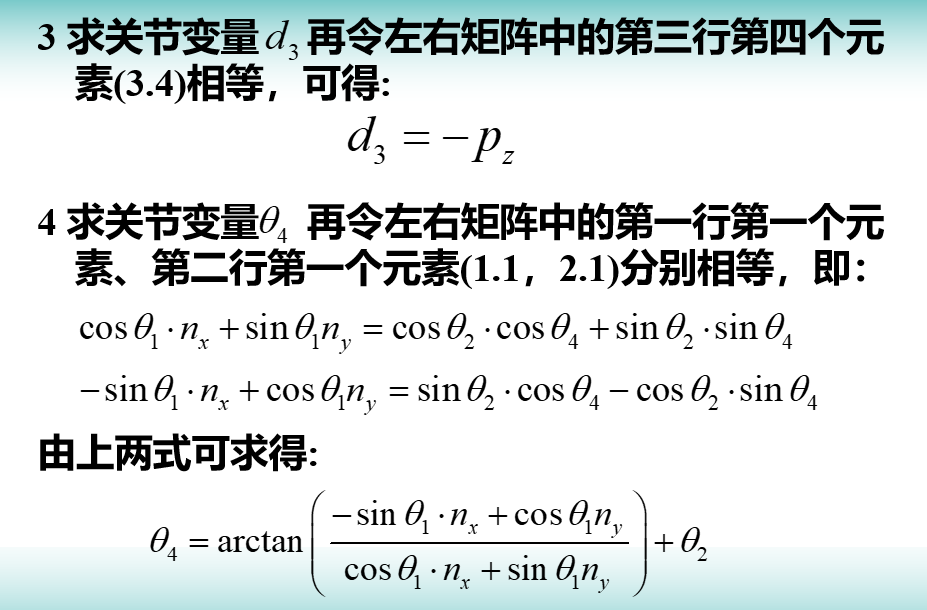 3 求关节变量 d₃ 再令左右矩阵中的第三行第四个元
素(3.4)相等，可得:
d₃ = −p_z
4 求关节变量θ₄ 再令左右矩阵中的第一行第一个元
素、第二行第一个元素(1.1，2.1)分别相等，即：
cos θ₁ · n_x + sin θ₁n_y = cos θ₂ · cos θ₄ + sin θ₂ · sin θ₄
− sin θ₁ · n_x + cos θ₁n_y = sin θ₂ · cos θ₄ − cos θ₂ · sin θ₄
由上两式可求得:
θ₄ = arctan( (− sin θ₁ · n_x + cos θ₁n_y) / (cos θ₁ · n_x + sin θ₁n_y) ) + θ₂